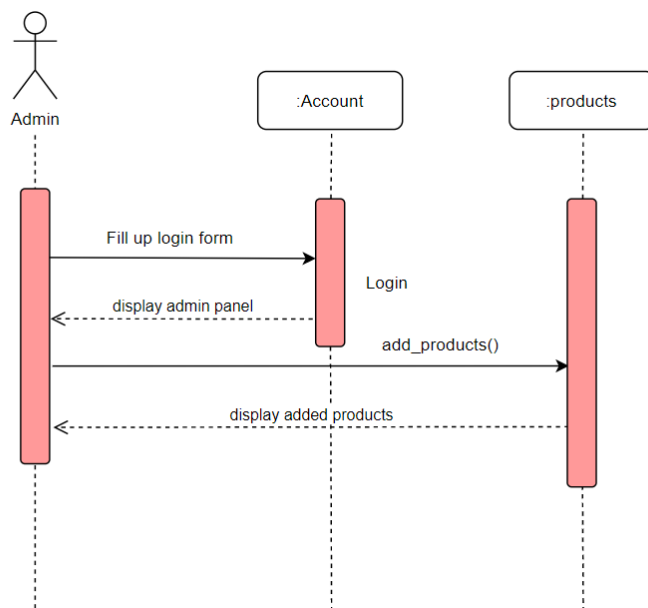 :Account
:products
Admin
Fill up login form
Login
display admin panel
add_products()
display added products